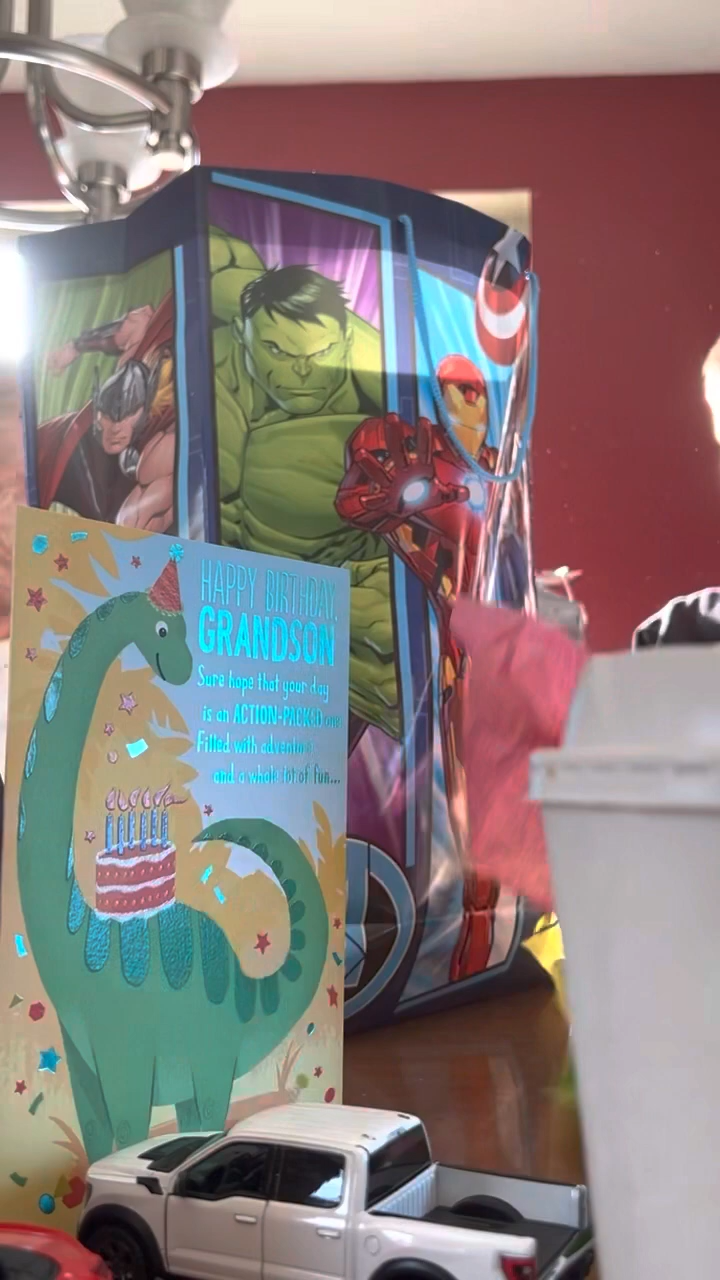 HAPPY BIRTHDAY,
GRANDSON
Sure hope that your day
is an ACTION-PACKED one
Filled with adventure
and a whole lot of fun...